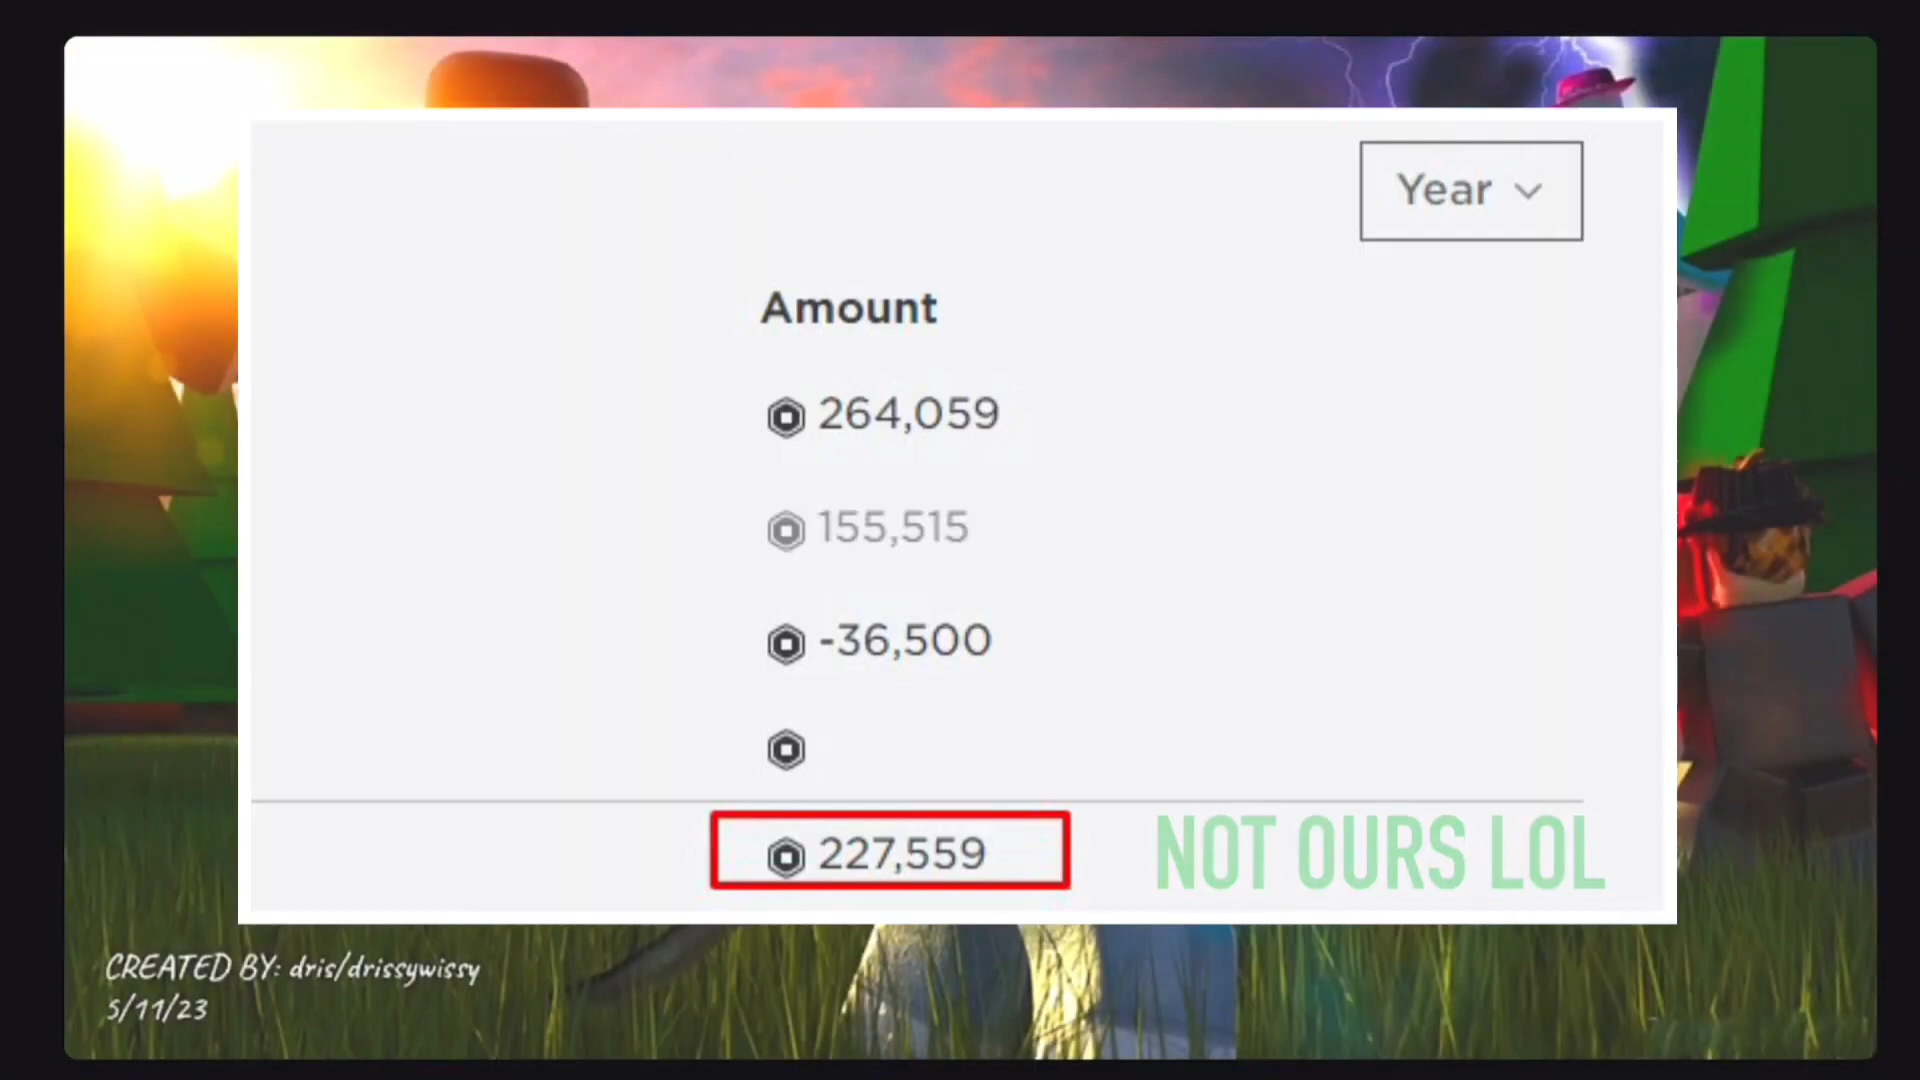 Year
Amount
264,059
155,515
-36,500
227,559
NOT OURS LOL
CREATED BY: dris/drissywissy
5/11/23